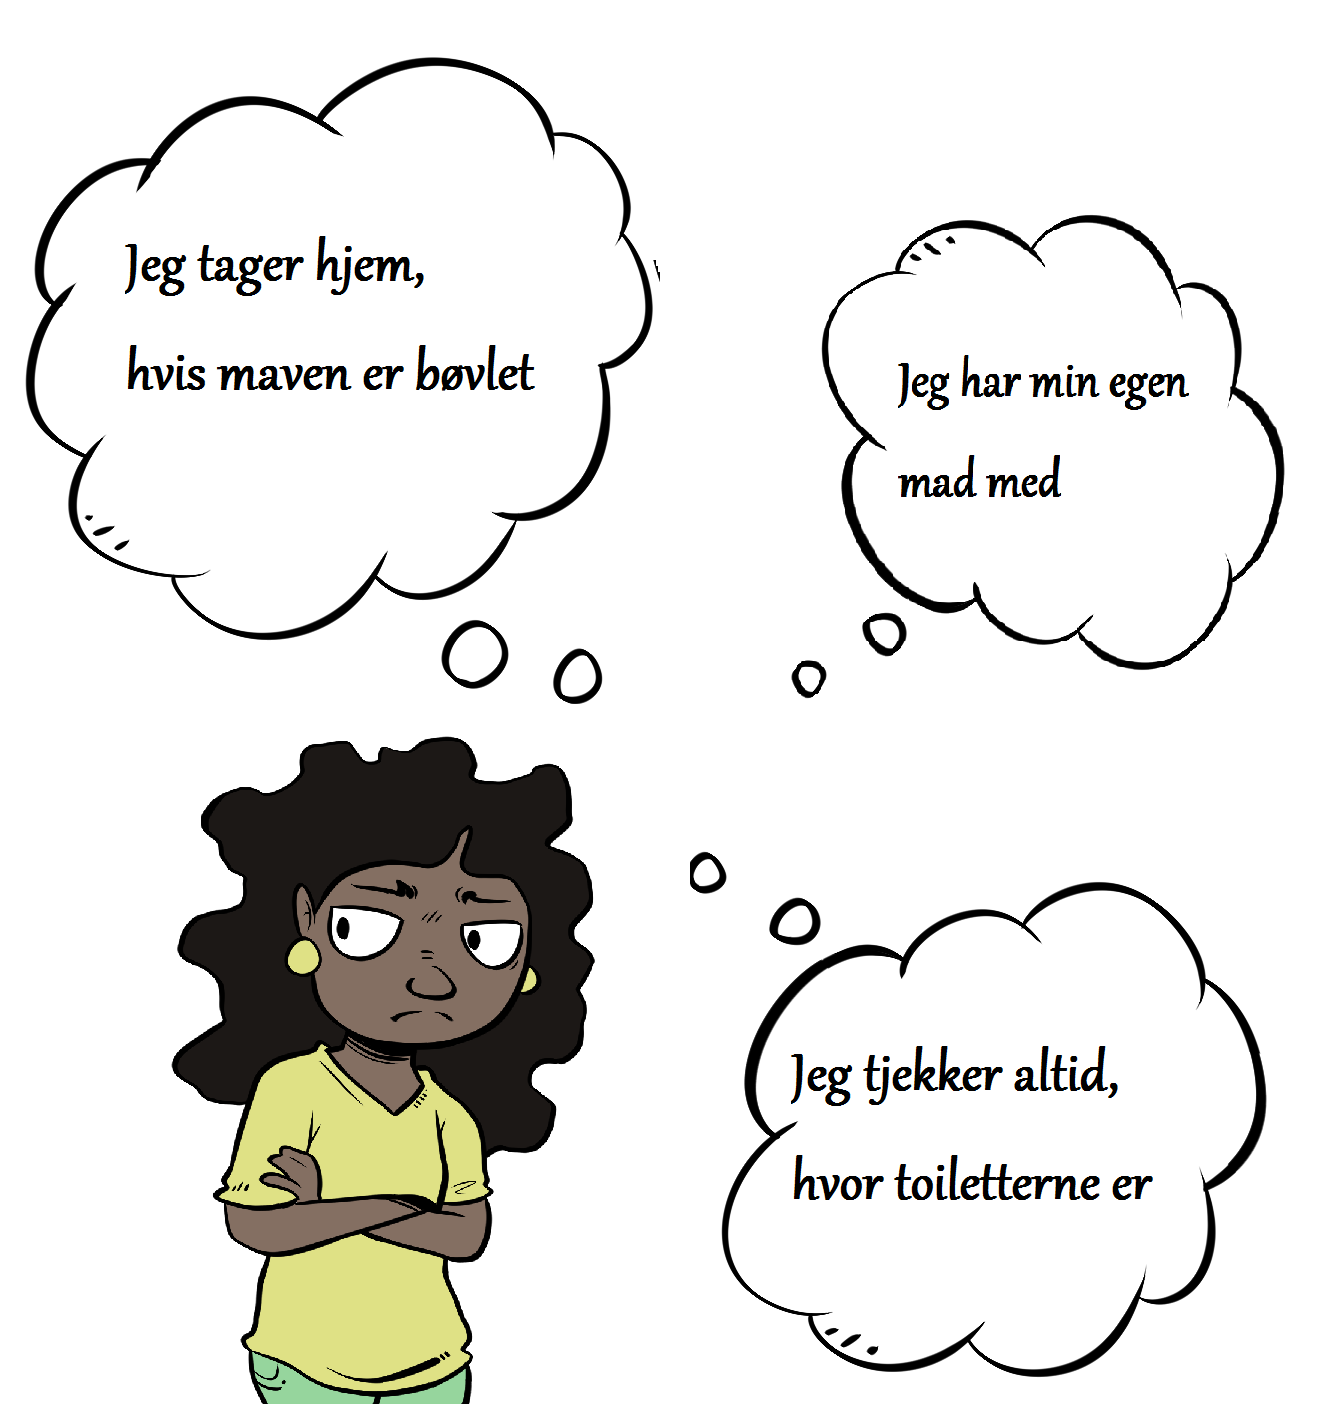 Jeg tager hjem,
hvis maven er bøvlet
Jeg har min egen
mad med
Jeg tjekker altid,
hvor toiletterne er